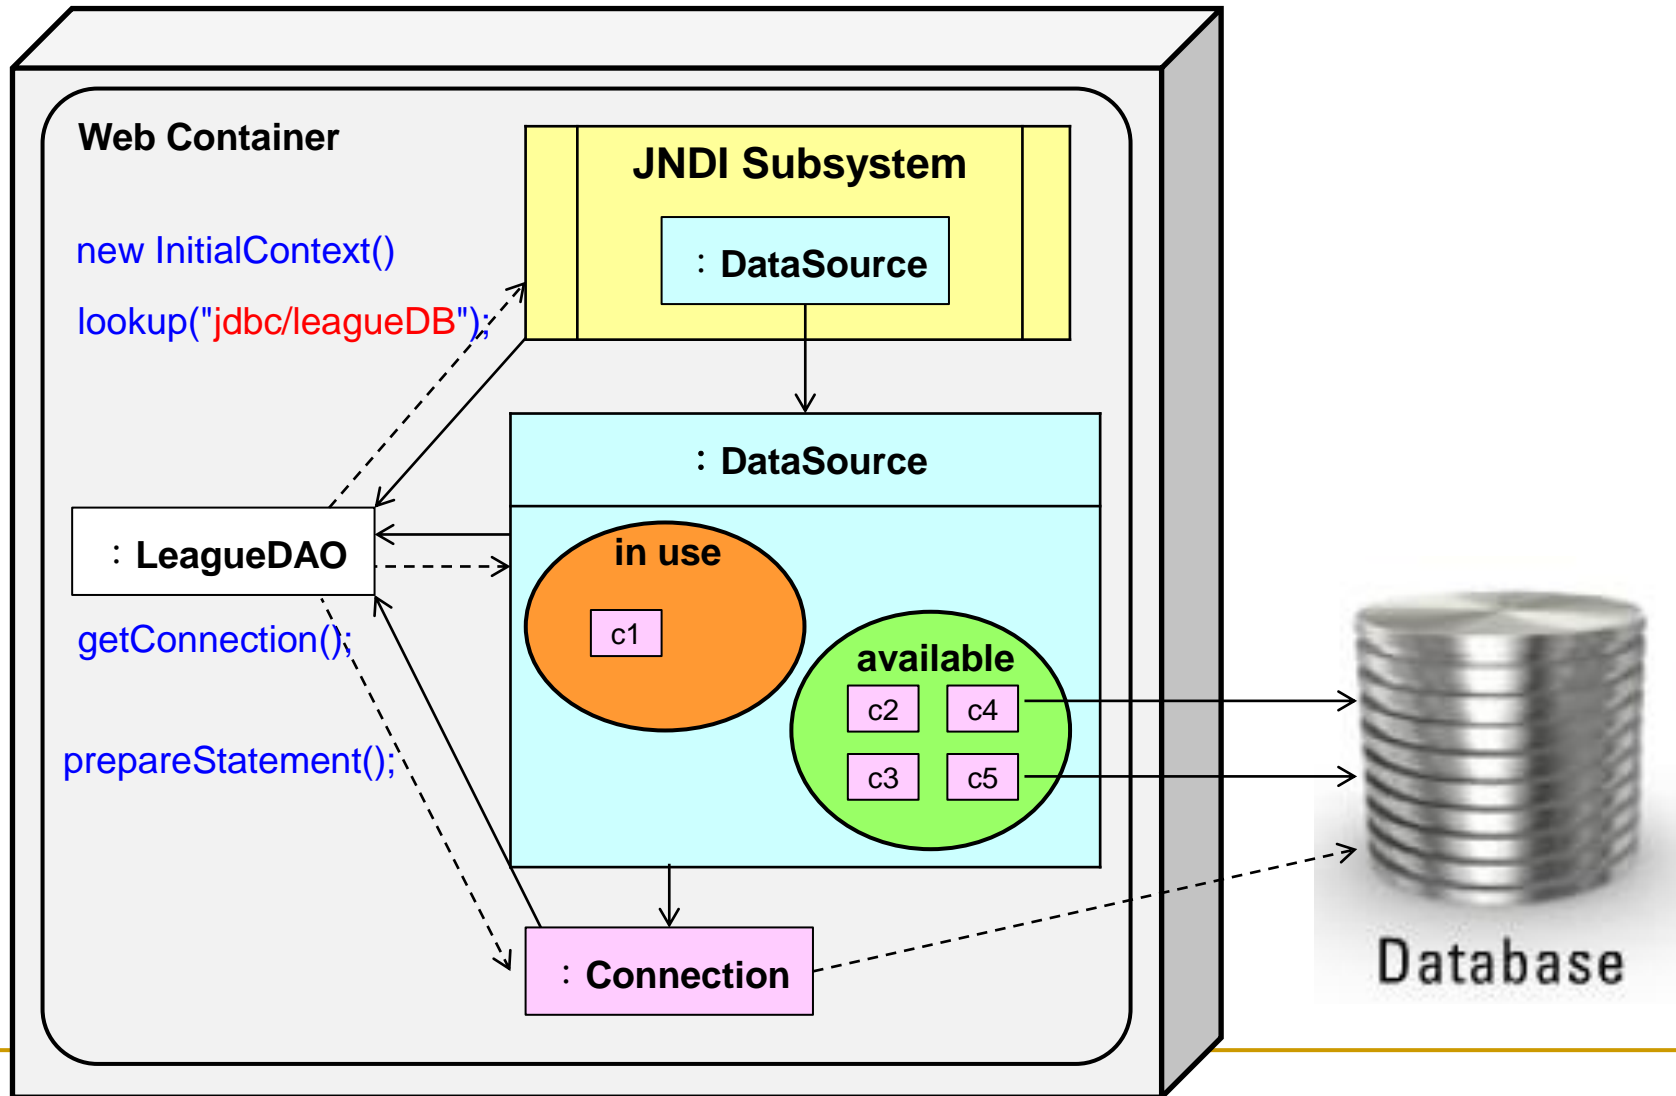 Web Container
JNDI Subsystem
: DataSource
new InitialContext()
lookup("jdbc/leagueDB");
: DataSource
: LeagueDAO
in use
c1
getConnection();
available
c2 c4
c3 c5
prepareStatement();
: Connection
Database